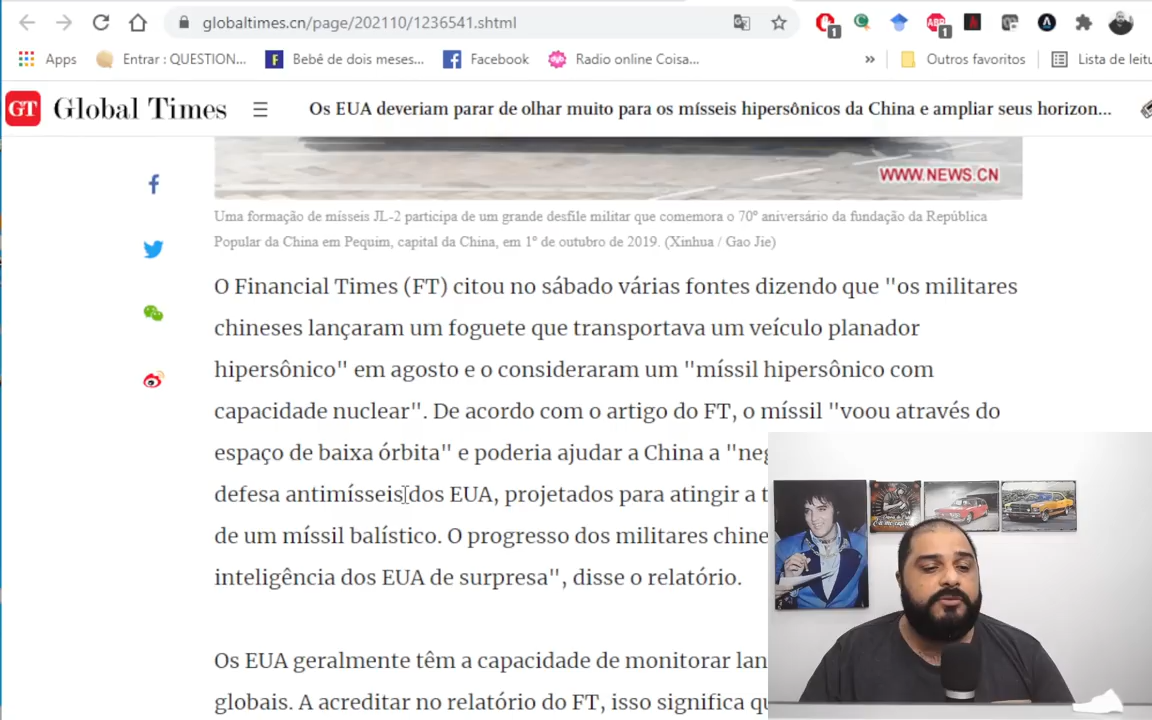 globaltimes.cn/page/202110/1236541.shtml
1
ABP
1
Apps
Entrar : QUESTION...
F
Bebê de dois meses...
Facebook
Radio online Coisa...
»
Outros favoritos
Lista de leitu
GT
Global Times
Os EUA deveriam parar de olhar muito para os mísseis hipersônicos da China e ampliar seus horizon...
WWW.NEWS.CN
Uma formação de mísseis JL-2 participa de um grande desfile militar que comemora o 70º aniversário da fundação da República
Popular da China em Pequim, capital da China, em 1º de outubro de 2019. (Xinhua / Gao Jie)
O Financial Times (FT) citou no sábado várias fontes dizendo que "os militares
chineses lançaram um foguete que transportava um veículo planador
hipersônico" em agosto e o consideraram um "míssil hipersônico com
capacidade nuclear". De acordo com o artigo do FT, o míssil "voou através do
espaço de baixa órbita" e poderia ajudar a China a "neg
defesa antimísseis dos EUA, projetados para atingir a t
de um míssil balístico. O progresso dos militares chine
inteligência dos EUA de surpresa", disse o relatório.
Os EUA geralmente têm a capacidade de monitorar lan
globais. A acreditar no relatório do FT, isso significa qu